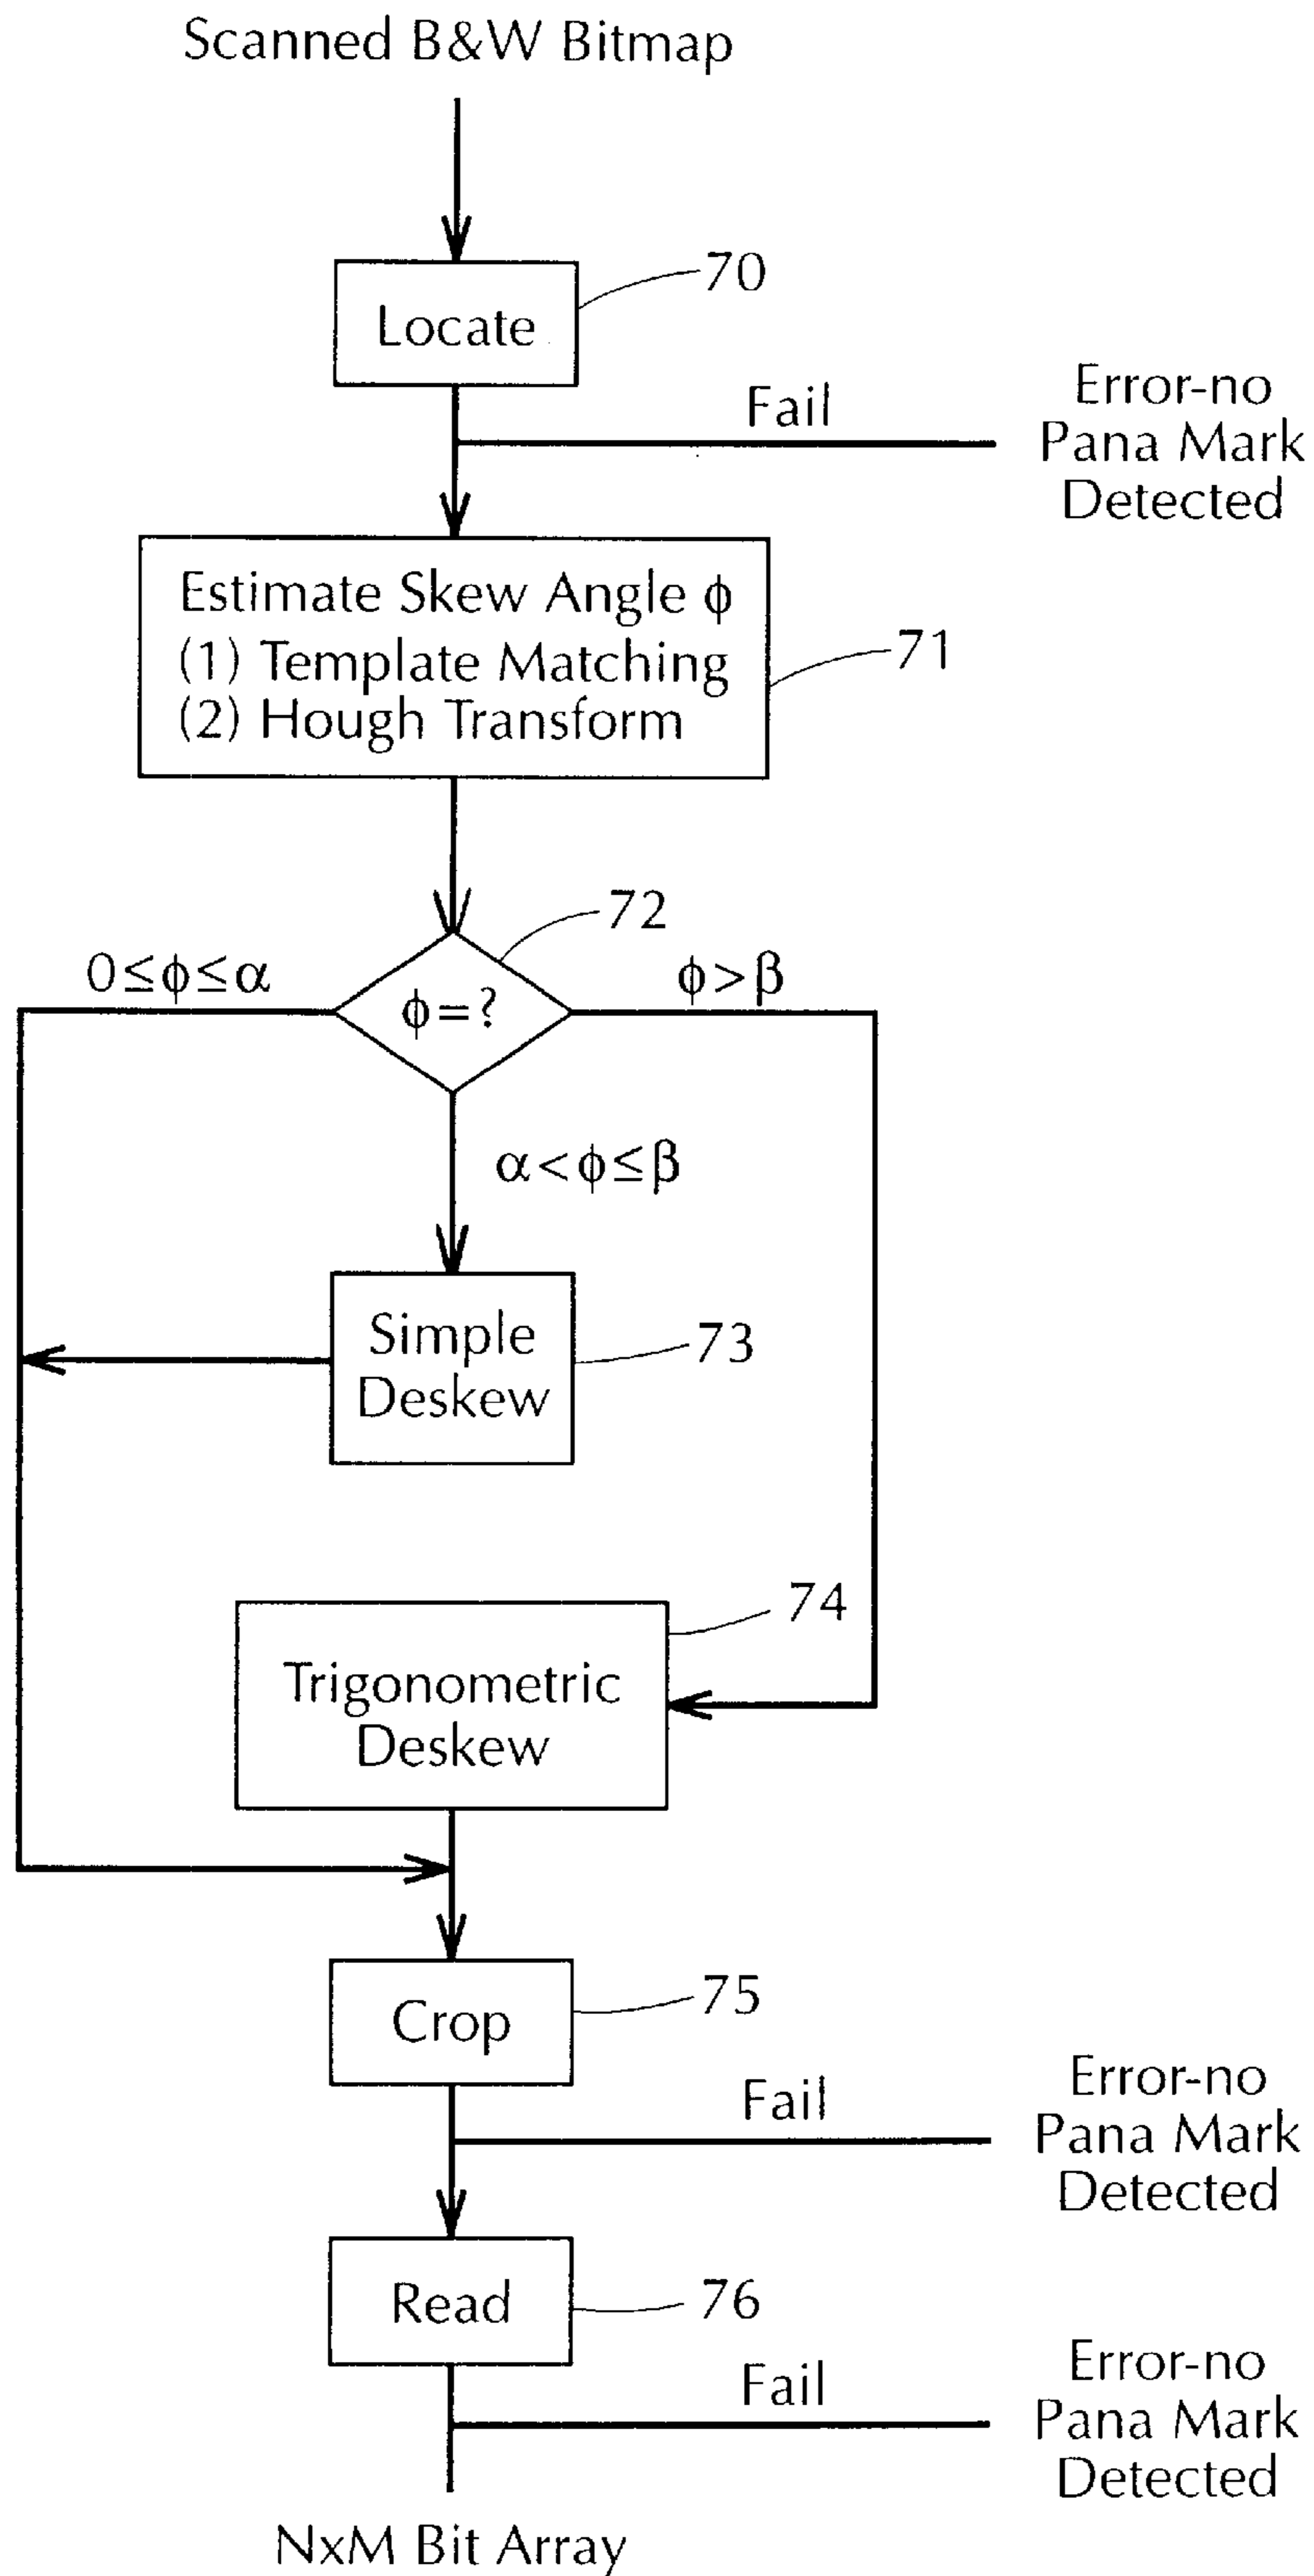 Scanned B&W Bitmap
70
Locate
Fail
Error-no
Pana Mark
Detected
Estimate Skew Angle ϕ
(1) Template Matching
(2) Hough Transform
71
72
0≤ϕ≤α
ϕ=?
ϕ>β
α<ϕ≤β
Simple
Deskew
73
74
Trigonometric
Deskew
Crop
75
Fail
Error-no
Pana Mark
Detected
Read
76
Fail
Error-no
Pana Mark
Detected
NxM Bit Array